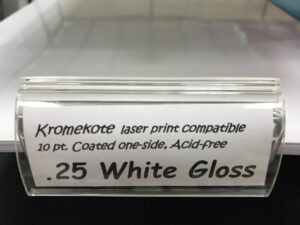 Kromekote laser print compatible
10 pt. Coated one-side, Acid-free
.25 White Gloss